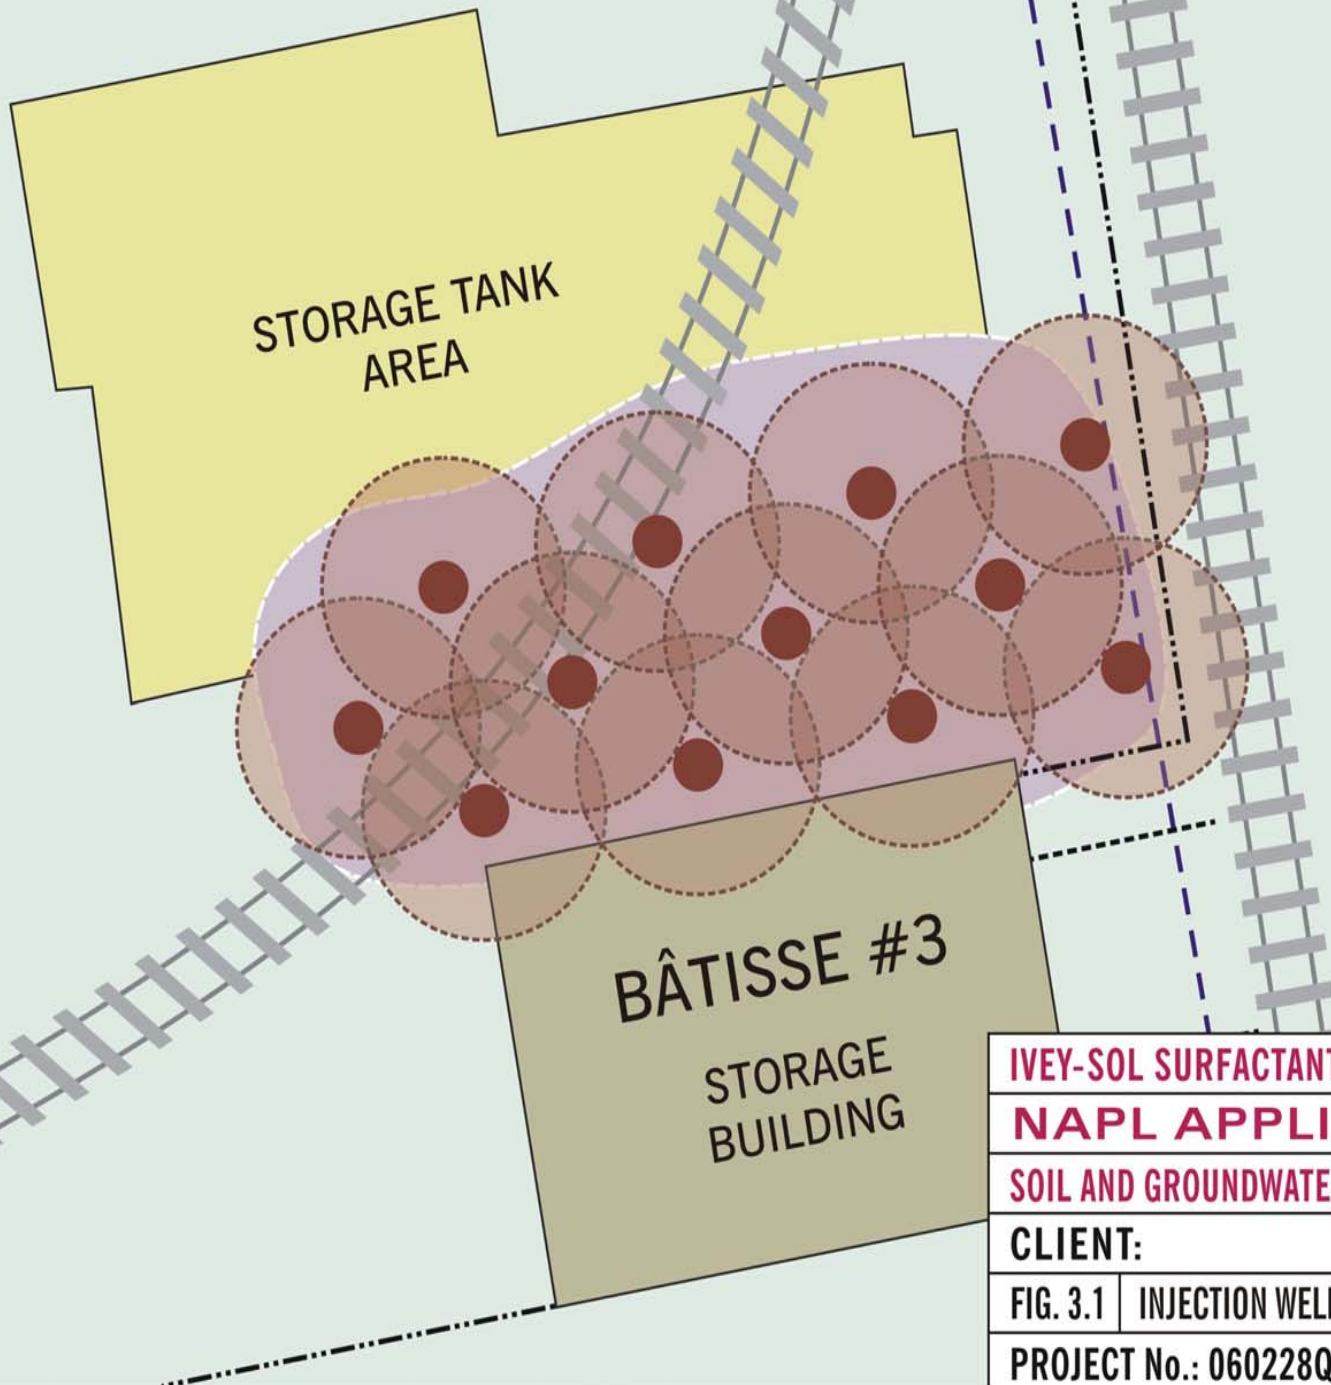 STORAGE TANK
AREA
BÂTISSE #3
STORAGE
BUILDING
IVEY-SOL SURFACTANT
NAPL APPLI
SOIL AND GROUNDWATE
CLIENT:
FIG. 3.1 INJECTION WELL
PROJECT No.: 060228Q